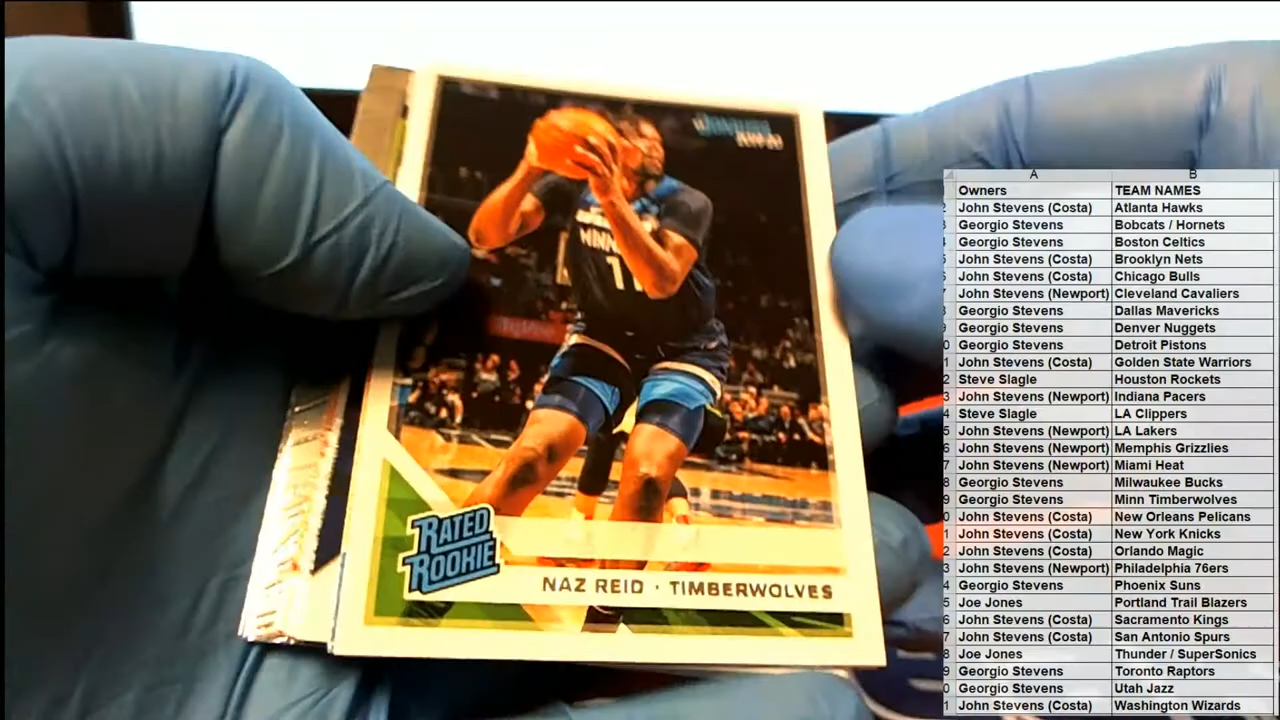 DONRUSS
MINN
11
RATED
ROOKIE
NAZ REID · TIMBERWOLVES
A B
Owners TEAM NAMES
John Stevens (Costa) Atlanta Hawks
Georgio Stevens Bobcats / Hornets
Georgio Stevens Boston Celtics
John Stevens (Costa) Brooklyn Nets
John Stevens (Costa) Chicago Bulls
John Stevens (Newport) Cleveland Cavaliers
Georgio Stevens Dallas Mavericks
Georgio Stevens Denver Nuggets
Georgio Stevens Detroit Pistons
John Stevens (Costa) Golden State Warriors
Steve Slagle Houston Rockets
John Stevens (Newport) Indiana Pacers
Steve Slagle LA Clippers
John Stevens (Newport) LA Lakers
John Stevens (Newport) Memphis Grizzlies
John Stevens (Newport) Miami Heat
Georgio Stevens Milwaukee Bucks
Georgio Stevens Minn Timberwolves
John Stevens (Costa) New Orleans Pelicans
John Stevens (Costa) New York Knicks
John Stevens (Costa) Orlando Magic
John Stevens (Newport) Philadelphia 76ers
Georgio Stevens Phoenix Suns
Joe Jones Portland Trail Blazers
John Stevens (Costa) Sacramento Kings
John Stevens (Costa) San Antonio Spurs
Joe Jones Thunder / SuperSonics
Georgio Stevens Toronto Raptors
Georgio Stevens Utah Jazz
John Stevens (Costa) Washington Wizards